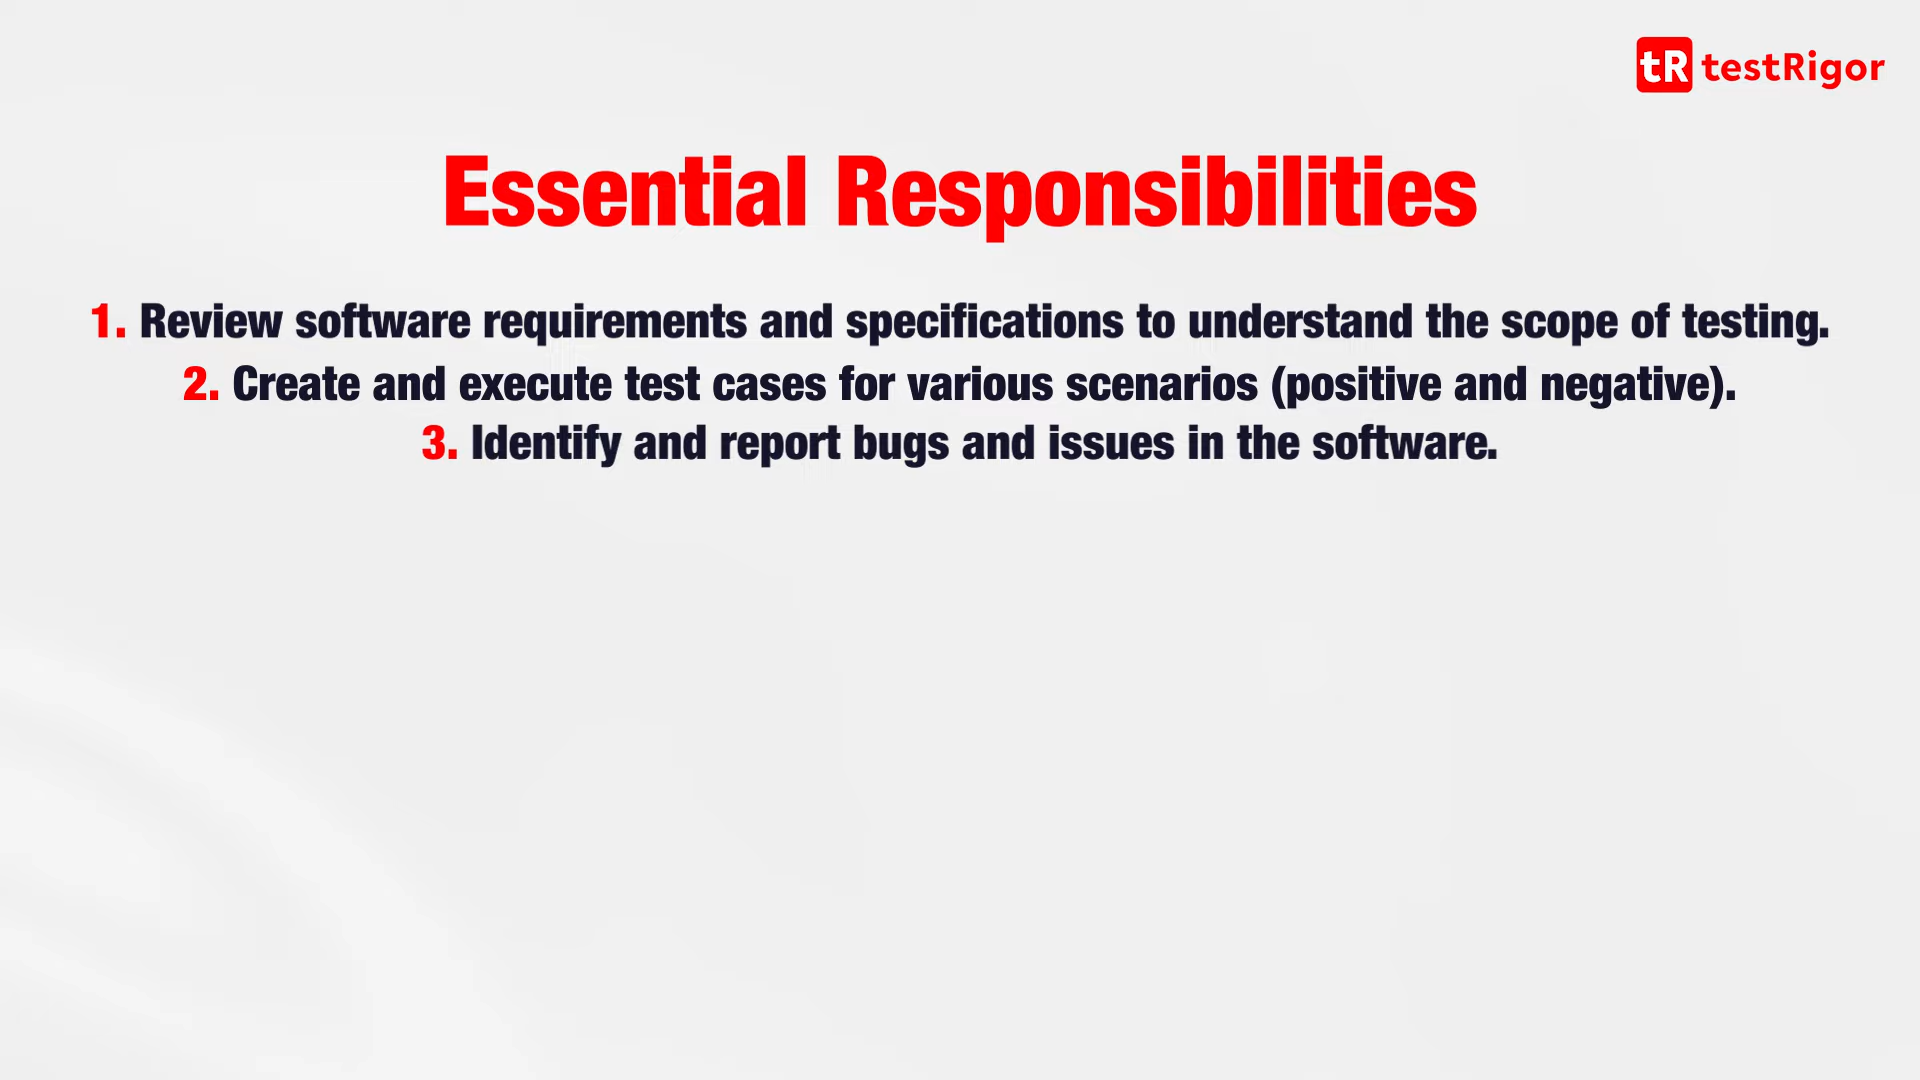 tR testRigor
Essential Responsibilities
1. Review software requirements and specifications to understand the scope of testing.
2. Create and execute test cases for various scenarios (positive and negative).
3. Identify and report bugs and issues in the software.